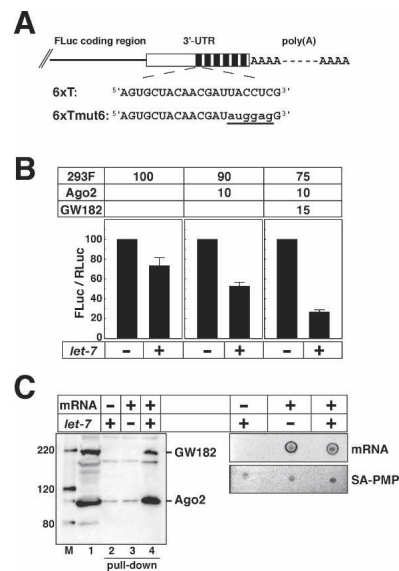 A
FLuc coding region 3'-UTR poly(A)
AAAA-----AAAA
6xT: 5'AGUGCUACAACGAUUACCUCG3'
6xTmut6: 5'AGUGCUACAACGAUauggagG3'
B
293F 100 90 75
Ago2 10 10
GW182 15
FLuc / RLuc
100
80
60
40
20
0
let-7 – + – + – +
C
mRNA – + + – + +
let-7 + – + + – +
220
120
80
GW182
Ago2
mRNA
SA-PMP
M 1 2 3 4
pull-down